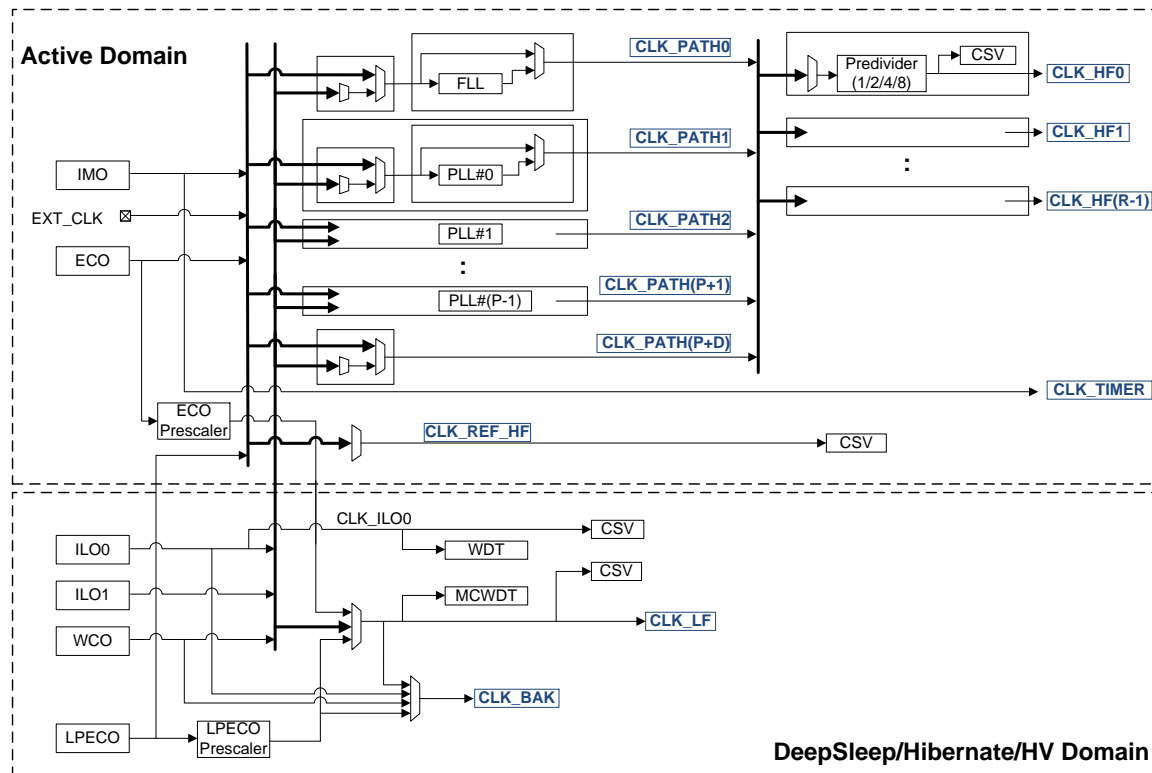 Active Domain
CLK_PATH0
CSV
Predivider
(1/2/4/8)
CLK_HF0
FLL
CLK_PATH1
CLK_HF1
IMO
PLL#0
:
EXT_CLK
CLK_PATH2
CLK_HF(R-1)
ECO
PLL#1
:
CLK_PATH(P+1)
PLL#(P-1)
CLK_PATH(P+D)
CLK_TIMER
ECO
Prescaler
CLK_REF_HF
CSV
CLK_ILO0
CSV
ILO0
WDT
CSV
ILO1
MCWDT
CLK_LF
WCO
CLK_BAK
LPECO
LPECO
Prescaler
DeepSleep/Hibernate/HV Domain